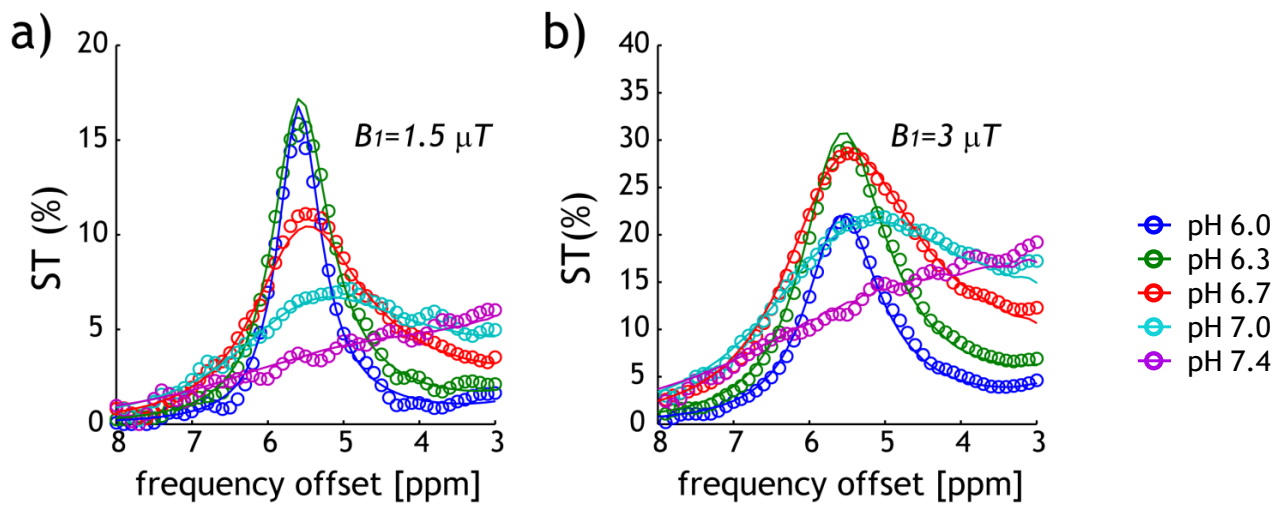 a)
20
15
10
5
0
ST (%)
B1=1.5 μT
8 7 6 5 4 3
frequency offset [ppm]
b)
40
35
30
25
20
15
10
5
0
ST (%)
B1=3 μT
8 7 6 5 4 3
frequency offset [ppm]
pH 6.0
pH 6.3
pH 6.7
pH 7.0
pH 7.4